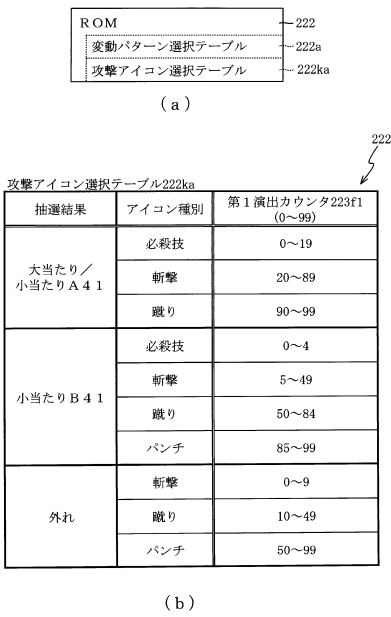 ROM
222
変動パターン選択テーブル
222a
攻撃アイコン選択テーブル
222ka
(a)
222
攻撃アイコン選択テーブル222ka
抽選結果 アイコン種別 第1演出カウンタ223f1
(0～99)
大当たり／
小当たりA41
必殺技 0～19
斬撃 20～89
蹴り 90～99
小当たりB41
必殺技 0～4
斬撃 5～49
蹴り 50～84
パンチ 85～99
外れ
斬撃 0～9
蹴り 10～49
パンチ 50～99
(b)